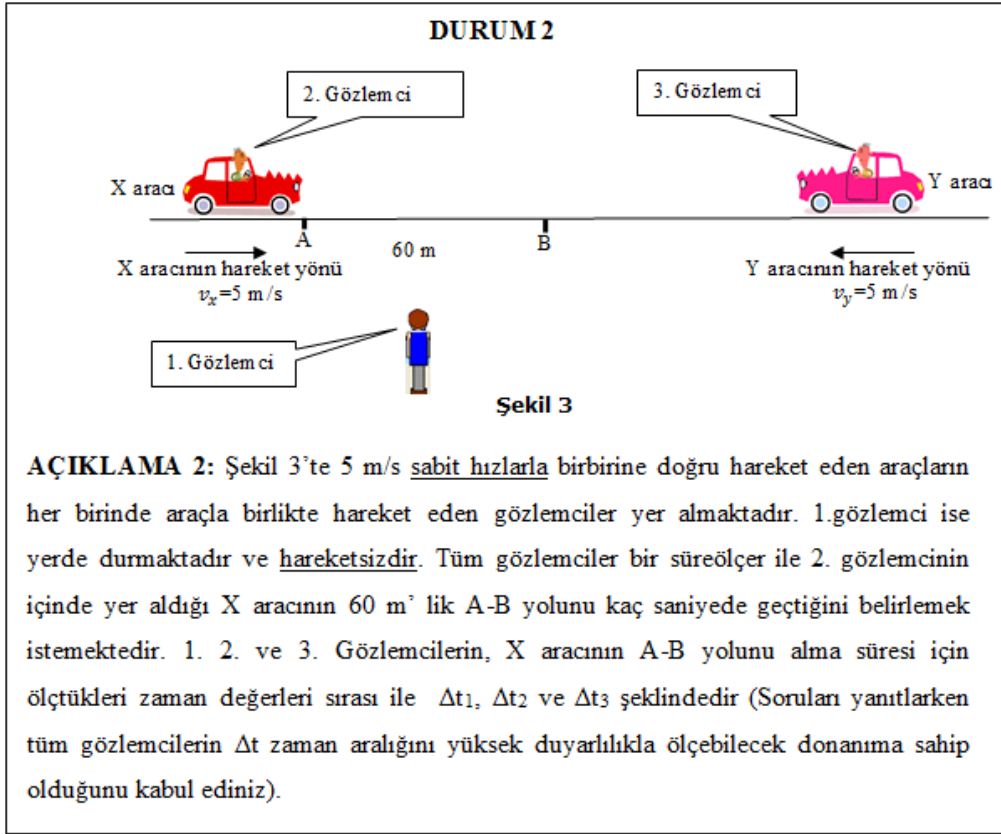 DURUM 2
2. Gözlemci
3. Gözlemci
X aracı
Y aracı
A
60 m
B
X aracının hareket yönü
vₓ=5 m/s
Y aracının hareket yönü
v_y=5 m/s
1. Gözlemci
Şekil 3
AÇIKLAMA 2: Şekil 3’te 5 m/s sabit hızlarla birbirine doğru hareket eden araçların
her birinde araçla birlikte hareket eden gözlemciler yer almaktadır. 1.gözlemci ise
yerde durmaktadır ve hareketsizdir. Tüm gözlemciler bir süreölçer ile 2. gözlemcinin
içinde yer aldığı X aracının 60 m’ lik A-B yolunu kaç saniyede geçtiğini belirlemek
istemektedir. 1. 2. ve 3. Gözlemcilerin, X aracının A-B yolunu alma süresi için
ölçtükleri zaman değerleri sırası ile Δt₁, Δt₂ ve Δt₃ şeklindedir (Soruları yanıtlarken
tüm gözlemcilerin Δt zaman aralığını yüksek duyarlılıkla ölçebilecek donanıma sahip
olduğunu kabul ediniz).